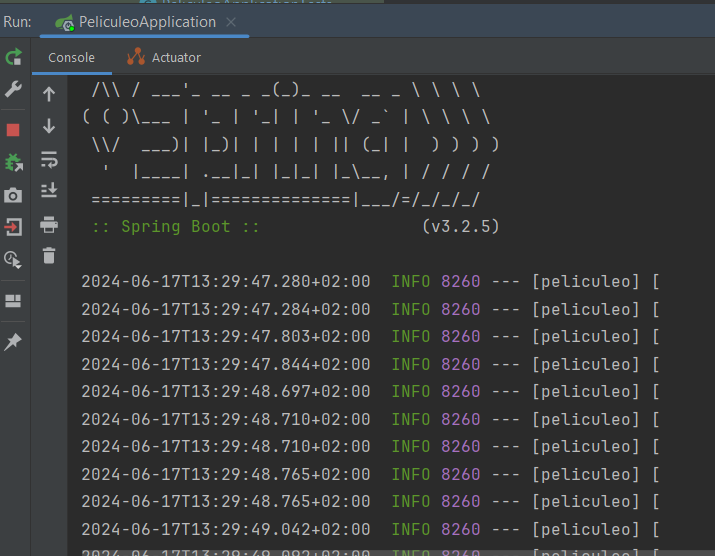 Run: PeliculeoApplication ×
Console Actuator
 /\\ / ___'_ __ _ _(_)_ __  __ _ \ \ \ \
( ( )\___ | '_ | '_| | '_ \/ _` | \ \ \ \
 \\/  ___)| |_)| | | | | || (_| |  ) ) ) )
  '  |____| .__|_| |_|_| |_\__, | / / / /
 =========|_|==============|___/=/_/_/_/
 :: Spring Boot ::                (v3.2.5)
2024-06-17T13:29:47.280+02:00  INFO 8260 --- [peliculeo] [
2024-06-17T13:29:47.284+02:00  INFO 8260 --- [peliculeo] [
2024-06-17T13:29:47.803+02:00  INFO 8260 --- [peliculeo] [
2024-06-17T13:29:47.844+02:00  INFO 8260 --- [peliculeo] [
2024-06-17T13:29:48.697+02:00  INFO 8260 --- [peliculeo] [
2024-06-17T13:29:48.710+02:00  INFO 8260 --- [peliculeo] [
2024-06-17T13:29:48.710+02:00  INFO 8260 --- [peliculeo] [
2024-06-17T13:29:48.765+02:00  INFO 8260 --- [peliculeo] [
2024-06-17T13:29:48.765+02:00  INFO 8260 --- [peliculeo] [
2024-06-17T13:29:49.042+02:00  INFO 8260 --- [peliculeo] [